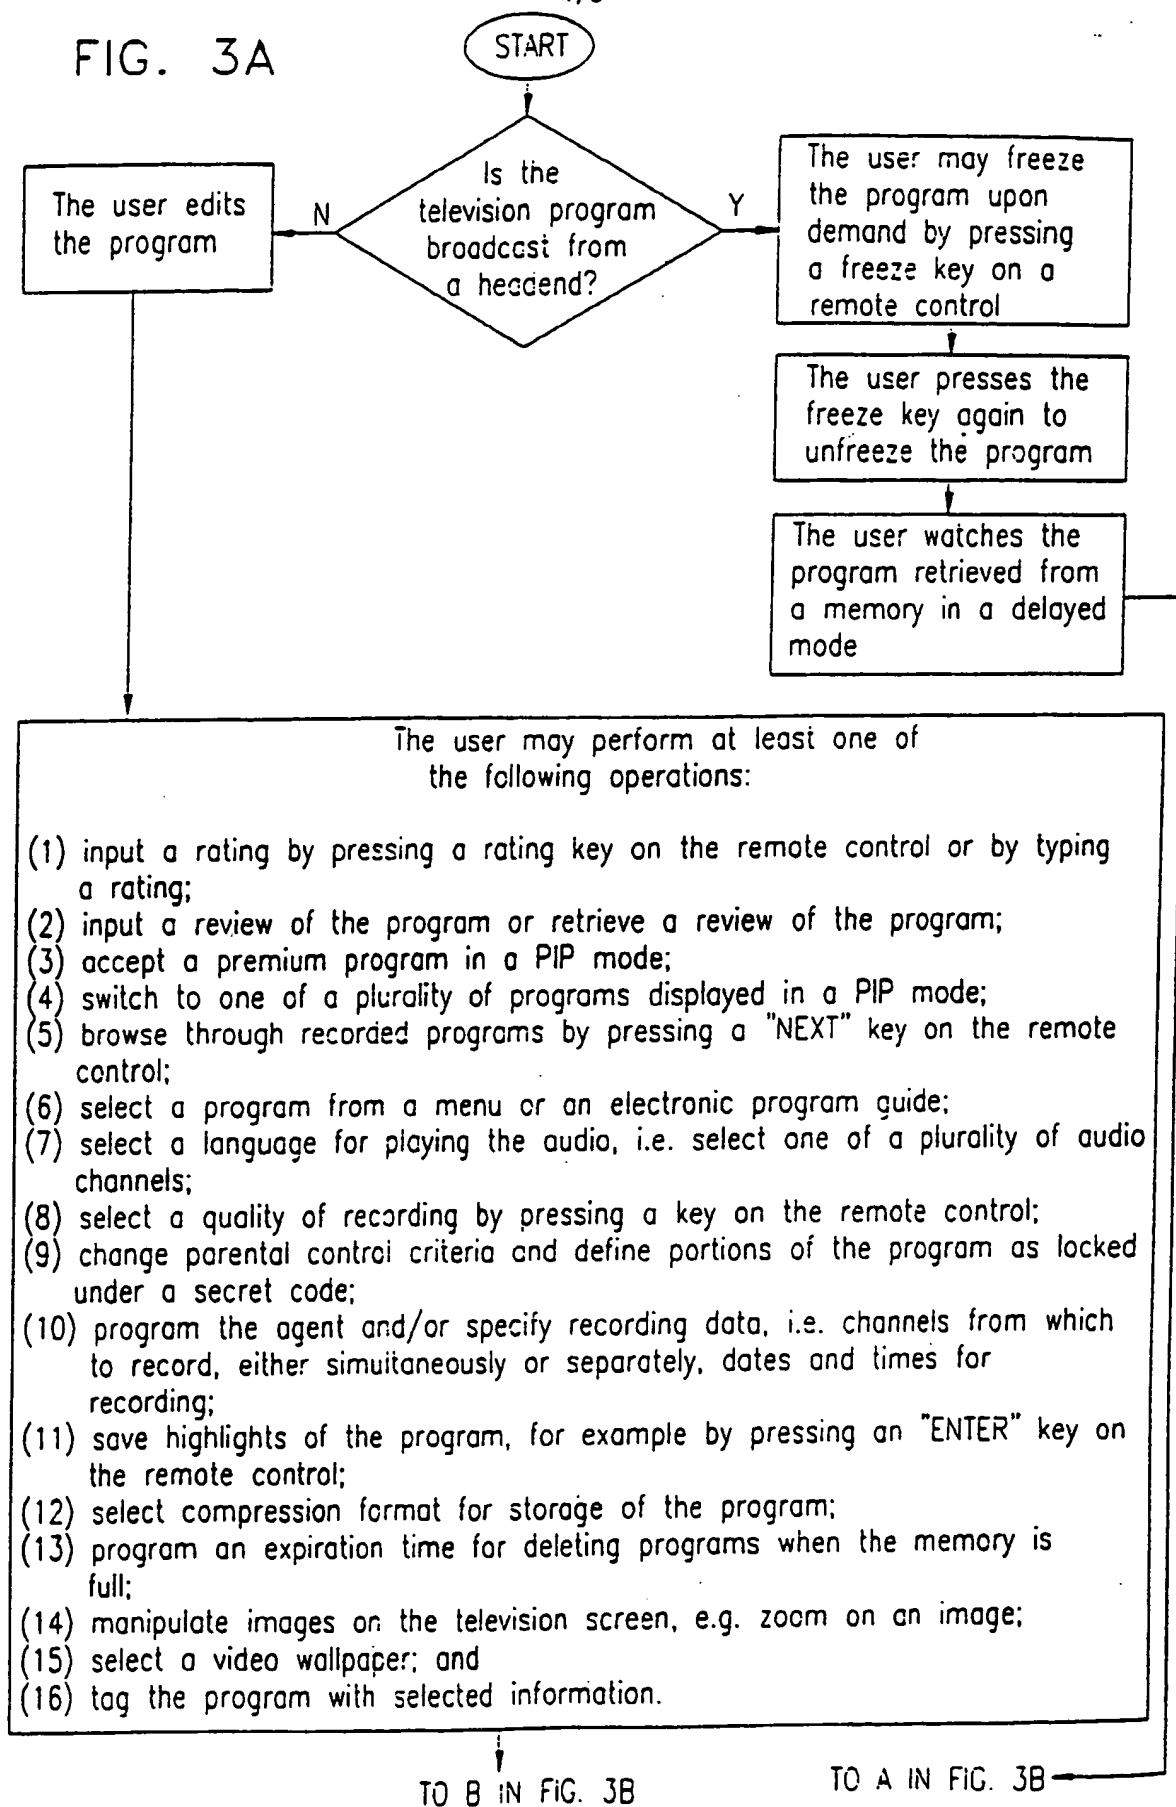 FIG. 3A
START
Is the
television program
broadcast from
a headend?
N
Y
The user edits
the program
The user may freeze
the program upon
demand by pressing
a freeze key on a
remote control
The user presses the
freeze key again to
unfreeze the program
The user watches the
program retrieved from
a memory in a delayed
mode
The user may perform at least one of
the following operations:
(1) input a rating by pressing a rating key on the remote control or by typing
a rating;
(2) input a review of the program or retrieve a review of the program;
(3) accept a premium program in a PIP mode;
(4) switch to one of a plurality of programs displayed in a PIP mode;
(5) browse through recorded programs by pressing a "NEXT" key on the remote
control;
(6) select a program from a menu or an electronic program guide;
(7) select a language for playing the audio, i.e. select one of a plurality of audio
channels;
(8) select a quality of recording by pressing a key on the remote control;
(9) change parental control criteria and define portions of the program as locked
under a secret code;
(10) program the agent and/or specify recording data, i.e. channels from which
to record, either simultaneously or separately, dates and times for
recording;
(11) save highlights of the program, for example by pressing an "ENTER" key on
the remote control;
(12) select compression format for storage of the program;
(13) program an expiration time for deleting programs when the memory is
full;
(14) manipulate images on the television screen, e.g. zoom on an image;
(15) select a video wallpaper; and
(16) tag the program with selected information.
TO B IN FIG. 3B
TO A IN FIG. 3B